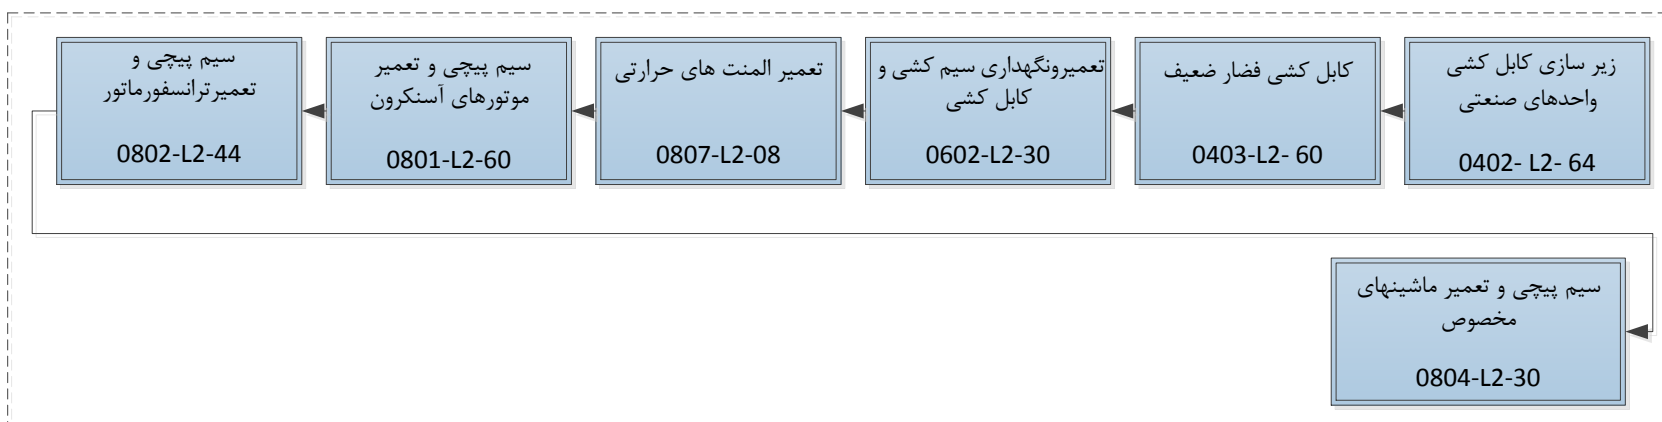 زیر سازی کابل کشی
واحدهای صنعتی
0402- L2- 64
کابل کشی فضار ضعیف
0403-L2- 60
تعمیرونگهداری سیم کشی و
کابل کشی
0602-L2-30
تعمیر المنت های حرارتی
0807-L2-08
سیم پیچی و تعمیر
موتورهای آسنکرون
0801-L2-60
سیم پیچی و
تعمیرترانسفورماتور
0802-L2-44
سیم پیچی و تعمیر ماشینهای
مخصوص
0804-L2-30